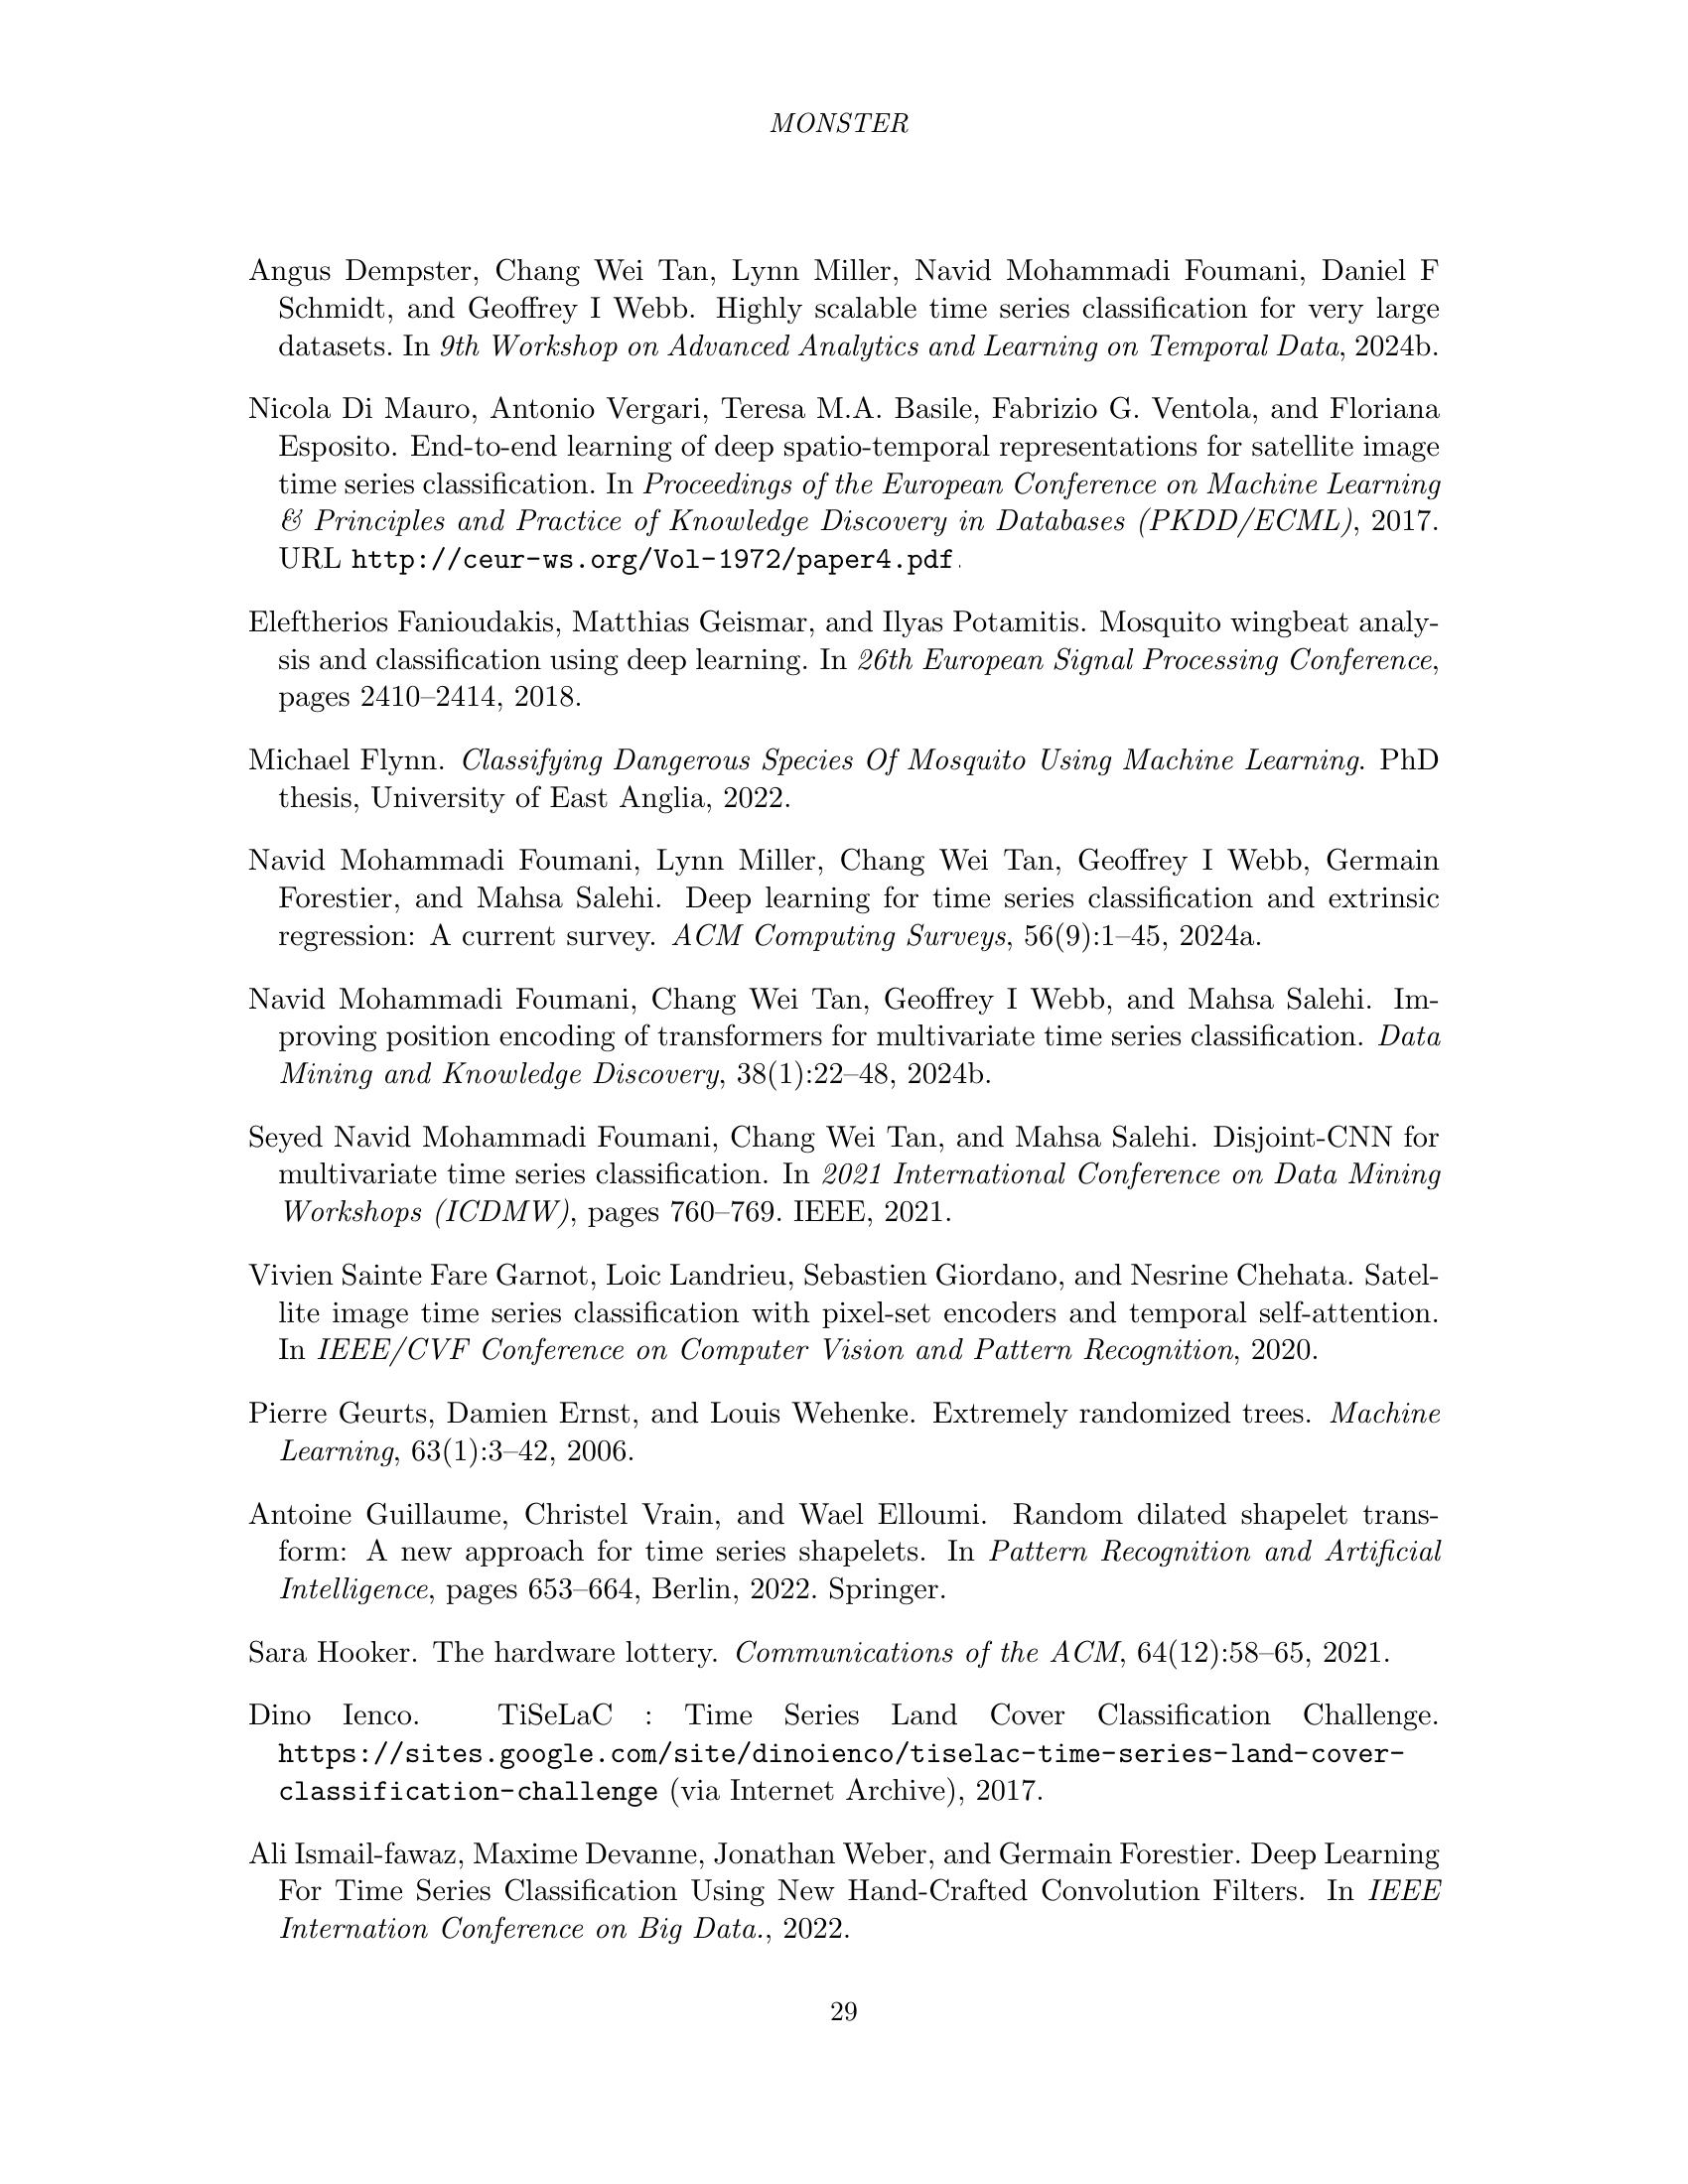 MONSTER
Angus Dempster, Chang Wei Tan, Lynn Miller, Navid Mohammadi Foumani, Daniel F
Schmidt, and Geoffrey I Webb. Highly scalable time series classification for very large
datasets. In 9th Workshop on Advanced Analytics and Learning on Temporal Data, 2024b.
Nicola Di Mauro, Antonio Vergari, Teresa M.A. Basile, Fabrizio G. Ventola, and Floriana
Esposito. End-to-end learning of deep spatio-temporal representations for satellite image
time series classification. In Proceedings of the European Conference on Machine Learning
& Principles and Practice of Knowledge Discovery in Databases (PKDD/ECML), 2017.
URL http://ceur-ws.org/Vol-1972/paper4.pdf.
Eleftherios Fanioudakis, Matthias Geismar, and Ilyas Potamitis. Mosquito wingbeat analy-
sis and classification using deep learning. In 26th European Signal Processing Conference,
pages 2410–2414, 2018.
Michael Flynn. Classifying Dangerous Species Of Mosquito Using Machine Learning. PhD
thesis, University of East Anglia, 2022.
Navid Mohammadi Foumani, Lynn Miller, Chang Wei Tan, Geoffrey I Webb, Germain
Forestier, and Mahsa Salehi. Deep learning for time series classification and extrinsic
regression: A current survey. ACM Computing Surveys, 56(9):1–45, 2024a.
Navid Mohammadi Foumani, Chang Wei Tan, Geoffrey I Webb, and Mahsa Salehi. Im-
proving position encoding of transformers for multivariate time series classification. Data
Mining and Knowledge Discovery, 38(1):22–48, 2024b.
Seyed Navid Mohammadi Foumani, Chang Wei Tan, and Mahsa Salehi. Disjoint-CNN for
multivariate time series classification. In 2021 International Conference on Data Mining
Workshops (ICDMW), pages 760–769. IEEE, 2021.
Vivien Sainte Fare Garnot, Loic Landrieu, Sebastien Giordano, and Nesrine Chehata. Satel-
lite image time series classification with pixel-set encoders and temporal self-attention.
In IEEE/CVF Conference on Computer Vision and Pattern Recognition, 2020.
Pierre Geurts, Damien Ernst, and Louis Wehenke. Extremely randomized trees. Machine
Learning, 63(1):3–42, 2006.
Antoine Guillaume, Christel Vrain, and Wael Elloumi. Random dilated shapelet trans-
form: A new approach for time series shapelets. In Pattern Recognition and Artificial
Intelligence, pages 653–664, Berlin, 2022. Springer.
Sara Hooker. The hardware lottery. Communications of the ACM, 64(12):58–65, 2021.
Dino Ienco. TiSeLaC : Time Series Land Cover Classification Challenge.
https://sites.google.com/site/dinoienco/tiselac-time-series-land-cover-
classification-challenge (via Internet Archive), 2017.
Ali Ismail-fawaz, Maxime Devanne, Jonathan Weber, and Germain Forestier. Deep Learning
For Time Series Classification Using New Hand-Crafted Convolution Filters. In IEEE
Internation Conference on Big Data., 2022.
29